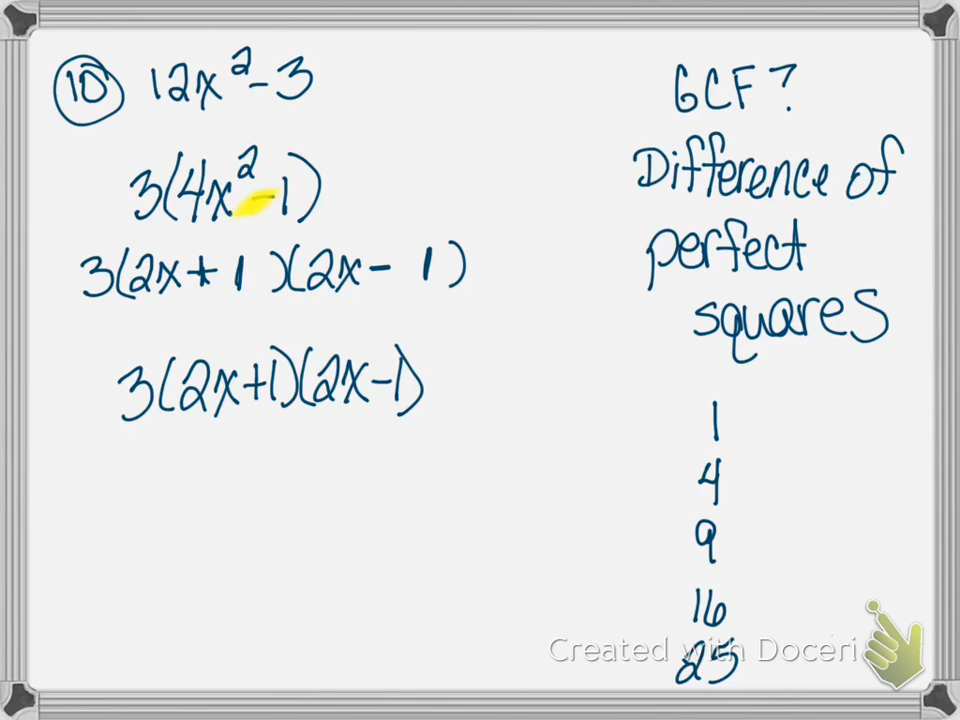 10 12x² - 3
3(4x² - 1)
3(2x + 1)(2x - 1)
3(2x+1)(2x-1)
GCF?
Difference of
perfect
squares
1
4
9
16
25
Created with Doceri